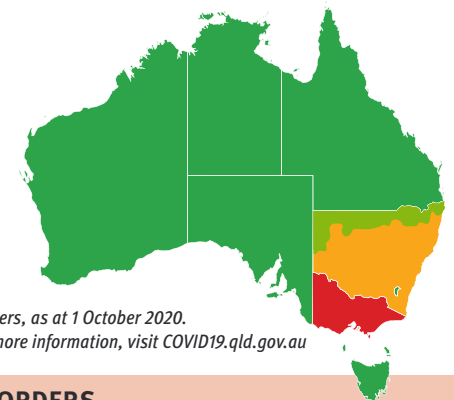 ers, as at 1 October 2020.
nore information, visit COVID19.qld.gov.au
ORDERS